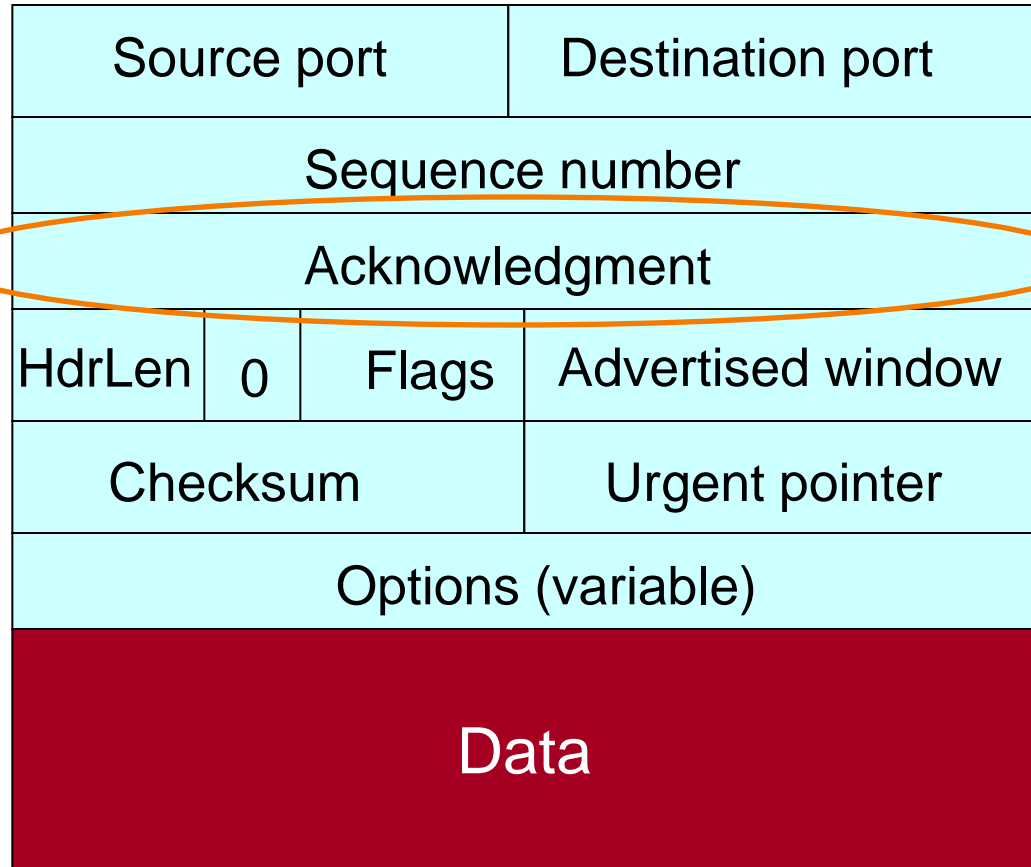 Source port Destination port
Sequence number
Acknowledgment
HdrLen 0 Flags Advertised window
Checksum Urgent pointer
Options (variable)
Data